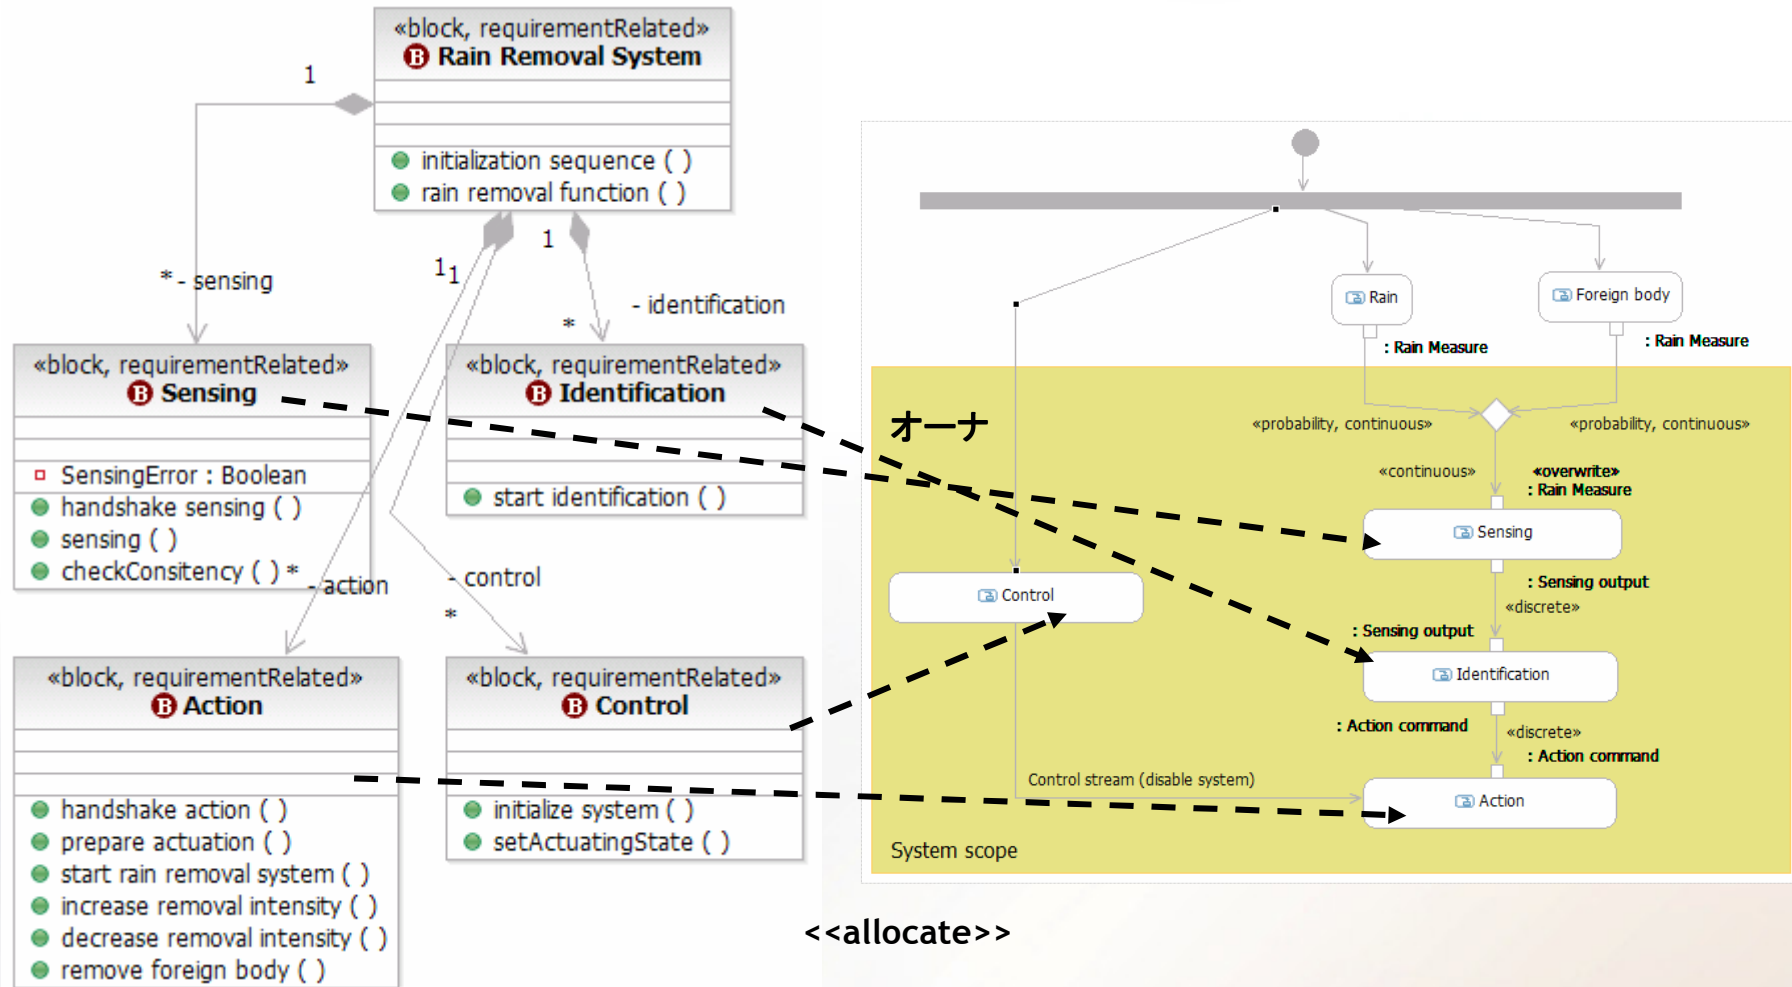 «block, requirementRelated»
B Rain Removal System
initialization sequence ( )
rain removal function ( )
1
* - sensing
1
1
1
- identification
*
«block, requirementRelated»
B Sensing
SensingError : Boolean
handshake sensing ( )
sensing ( )
checkConsitency ( )
«block, requirementRelated»
B Identification
start identification ( )
*
- action
- control
*
«block, requirementRelated»
B Action
handshake action ( )
prepare actuation ( )
start rain removal system ( )
increase removal intensity ( )
decrease removal intensity ( )
remove foreign body ( )
«block, requirementRelated»
B Control
initialize system ( )
setActuatingState ( )
Rain
Foreign body
: Rain Measure
: Rain Measure
オーナ
«probability, continuous»
«probability, continuous»
«continuous»
«overwrite»
: Rain Measure
Sensing
: Sensing output
«discrete»
Control
: Sensing output
Identification
: Action command
«discrete»
: Action command
Control stream (disable system)
Action
System scope
<<allocate>>